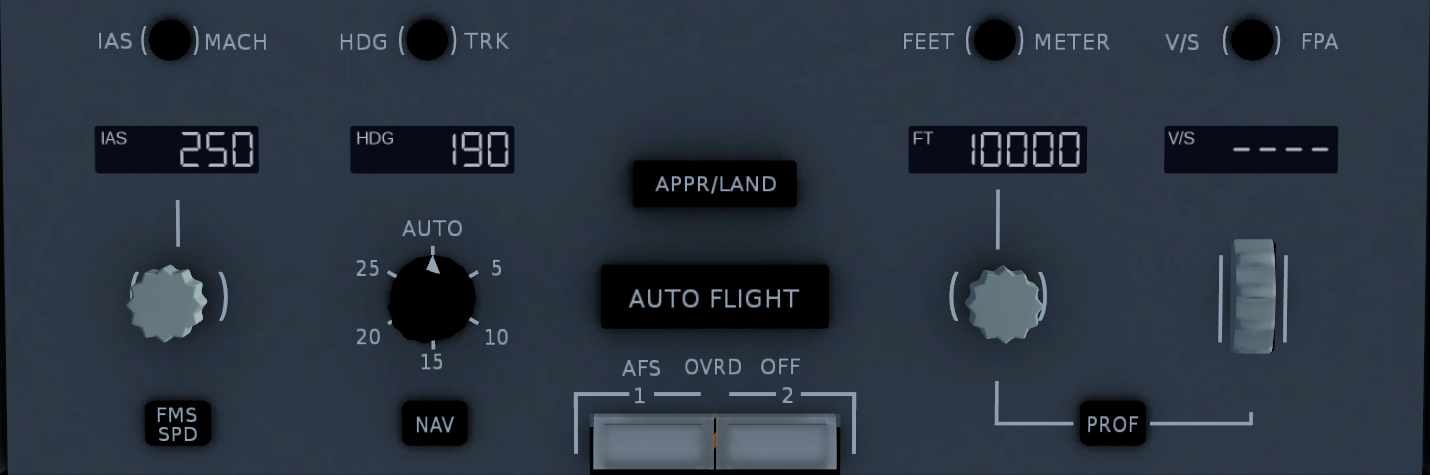 IAS MACH HDG TRK FEET METER V/S FPA
IAS 250 HDG 190 FT 10000 V/S ----
APPR/LAND
AUTO
25 5
AUTO FLIGHT
20 10
15
AFS OVRD OFF
1 2
FMS
SPD
NAV
PROF